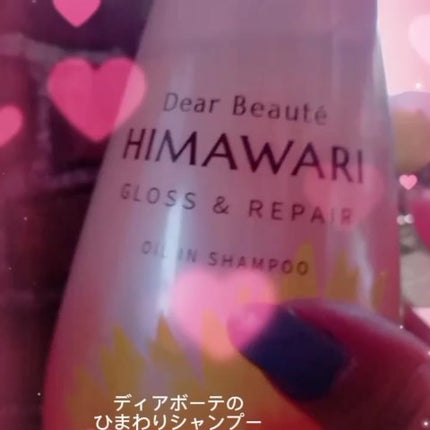 Dear Beauté
HIMAWARI
GLOSS & REPAIR
OIL IN SHAMPOO
ディアボーテの
ひまわりシャンプー